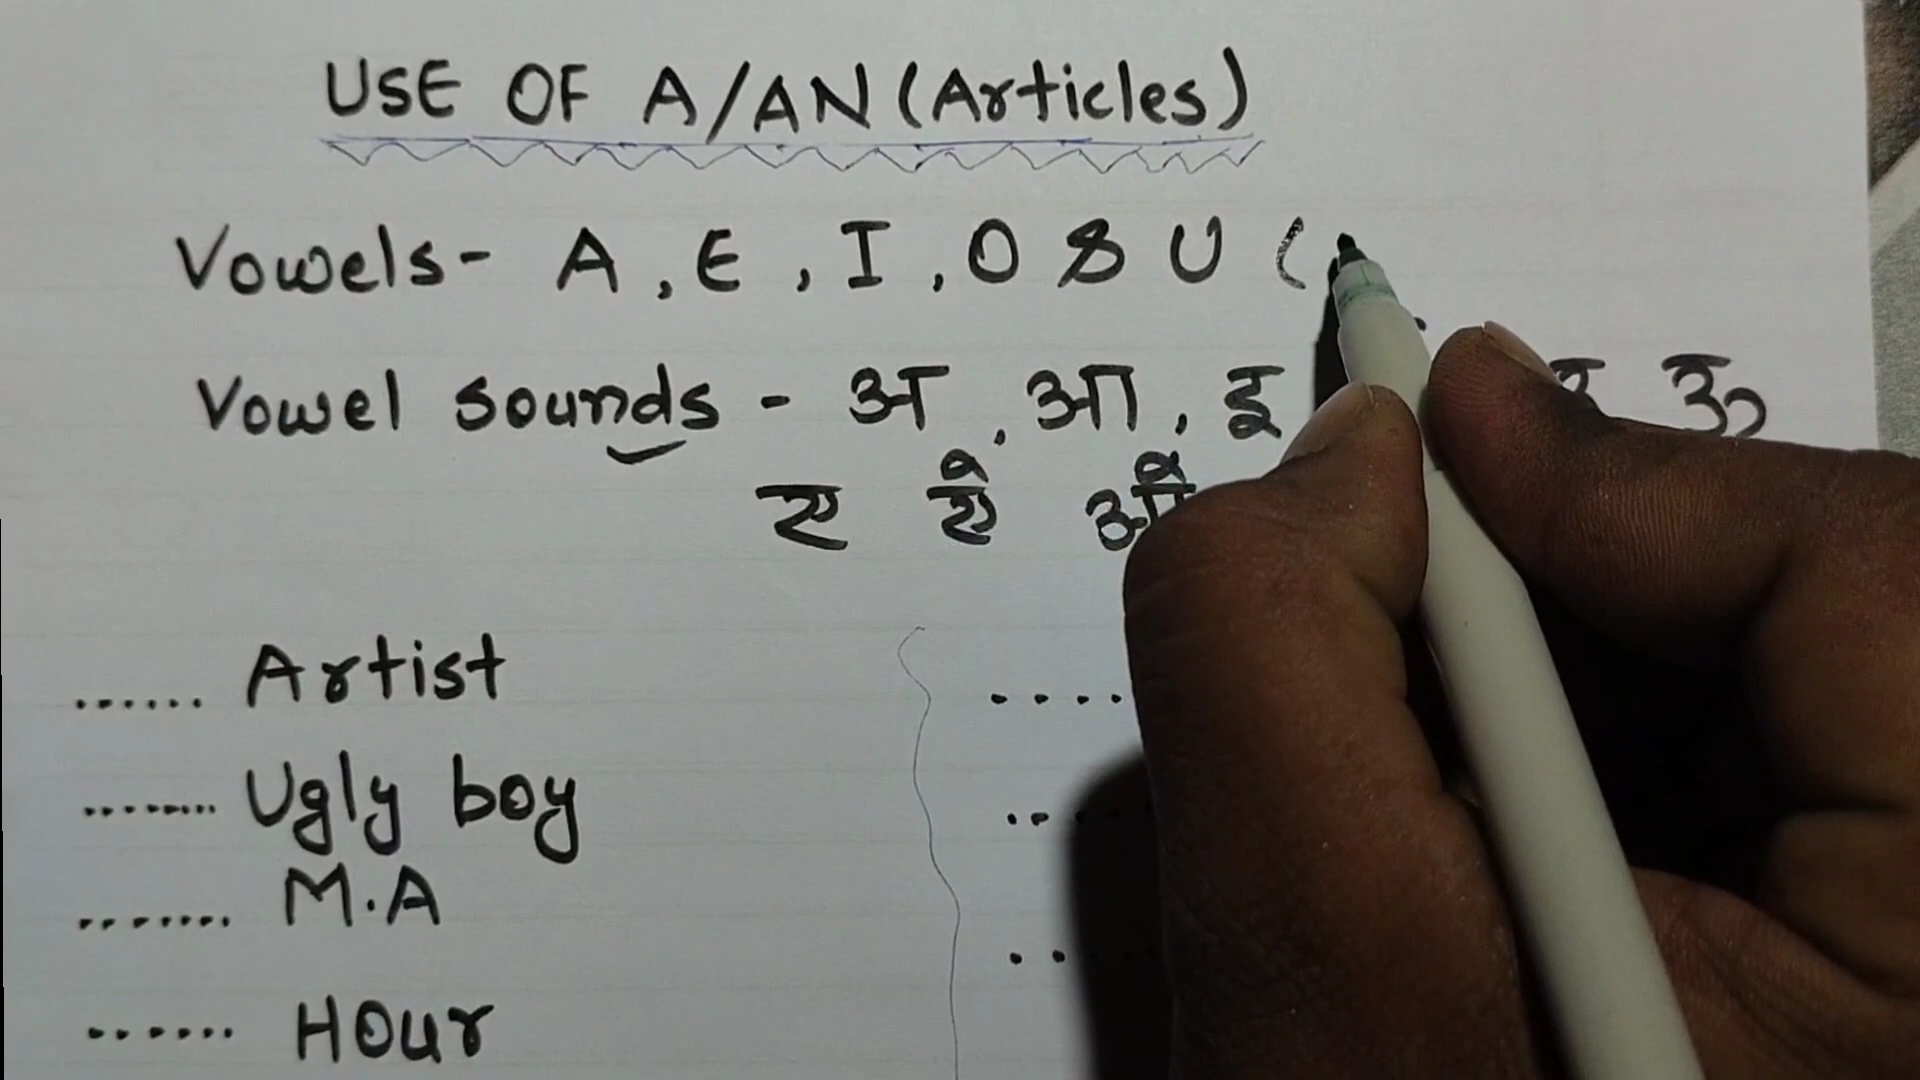 USE OF A/AN (Articles)
Vowels - A, E, I, O & U (
Vowel sounds - अ, आ, इ ऊ
ए ऐ औ
...... Artist
........ Ugly boy
....... M.A
...... Hour